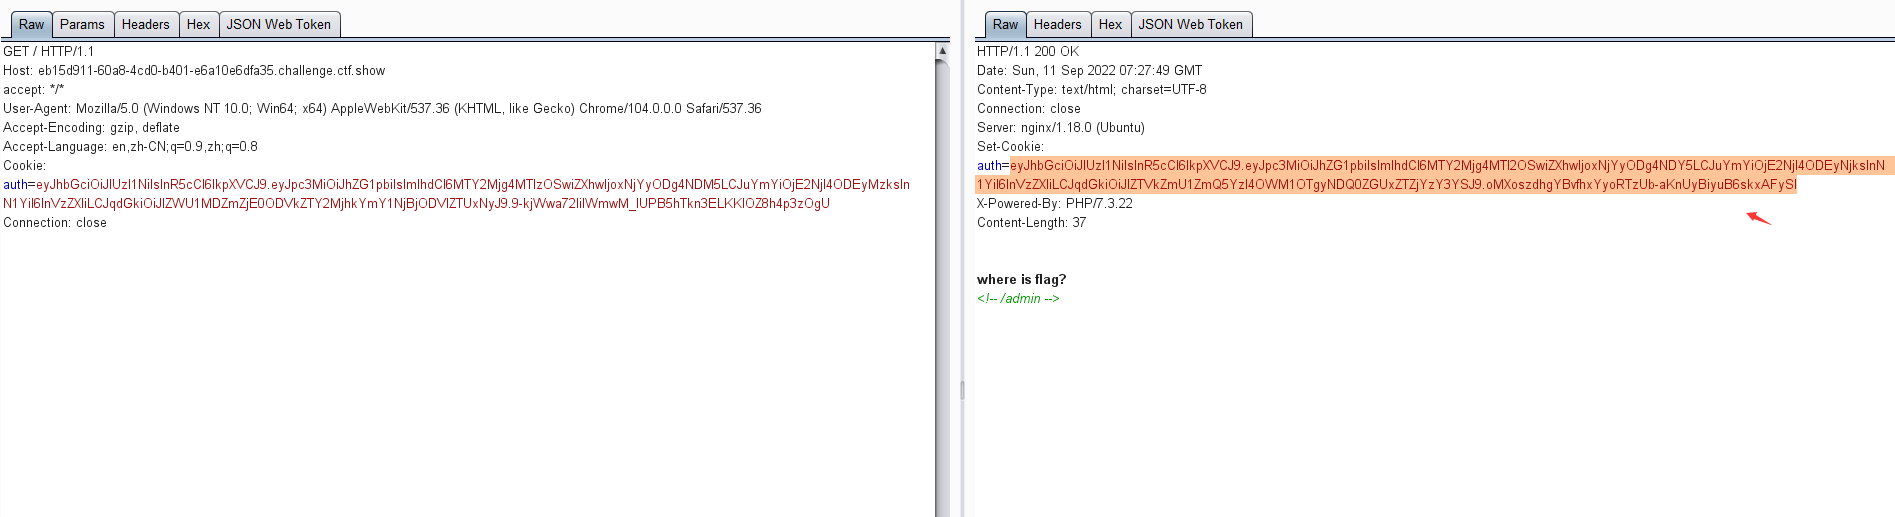 Raw Params Headers Hex JSON Web Token
GET / HTTP/1.1
Host: eb15d911-60a8-4cd0-b401-e6a10e6dfa35.challenge.ctf.show
accept: */*
User-Agent: Mozilla/5.0 (Windows NT 10.0; Win64; x64) AppleWebKit/537.36 (KHTML, like Gecko) Chrome/104.0.0.0 Safari/537.36
Accept-Encoding: gzip, deflate
Accept-Language: en,zh-CN;q=0.9,zh;q=0.8
Cookie:
auth=eyJhbGciOiJIUzI1NiIsInR5cCI6IkpXVCJ9.eyJpc3MiOiJhZG1pbiIsImlhdCI6MTY2Mjg4MTIzOSwiZXhwIjoxNjYyODg4NDM5LCJuYmYiOjE2NjI4ODEyMzksIn
N1YiI6InVzZXIiLCJqdGkiOiJlZWU1MDZmZjE0ODVkZTY2MjhkYmY1NjBjODVlZTUxNyJ9.9-kjWwa72IilWmwM_IUPB5hTkn3ELKKIOZ8h4p3zOgU
Connection: close
Raw Headers Hex JSON Web Token
HTTP/1.1 200 OK
Date: Sun, 11 Sep 2022 07:27:49 GMT
Content-Type: text/html; charset=UTF-8
Connection: close
Server: nginx/1.18.0 (Ubuntu)
Set-Cookie:
auth=eyJhbGciOiJIUzI1NiIsInR5cCI6IkpXVCJ9.eyJpc3MiOiJhZG1pbiIsImlhdCI6MTY2Mjg4MTI2OSwiZXhwIjoxNjYyODg4NDY5LCJuYmYiOjE2NjI4ODEyNjksInN
1YiI6InVzZXIiLCJqdGkiOiJlZTVkZmU1ZmQ5YzI4OWM1OTgyNDQ0ZGUxZTZjYzY3YSJ9.oMXoszdhgYBvfhxYyoRTzUb-aKnUyBiyuB6skxAFySI
X-Powered-By: PHP/7.3.22
Content-Length: 37
where is flag?
<!-- /admin -->